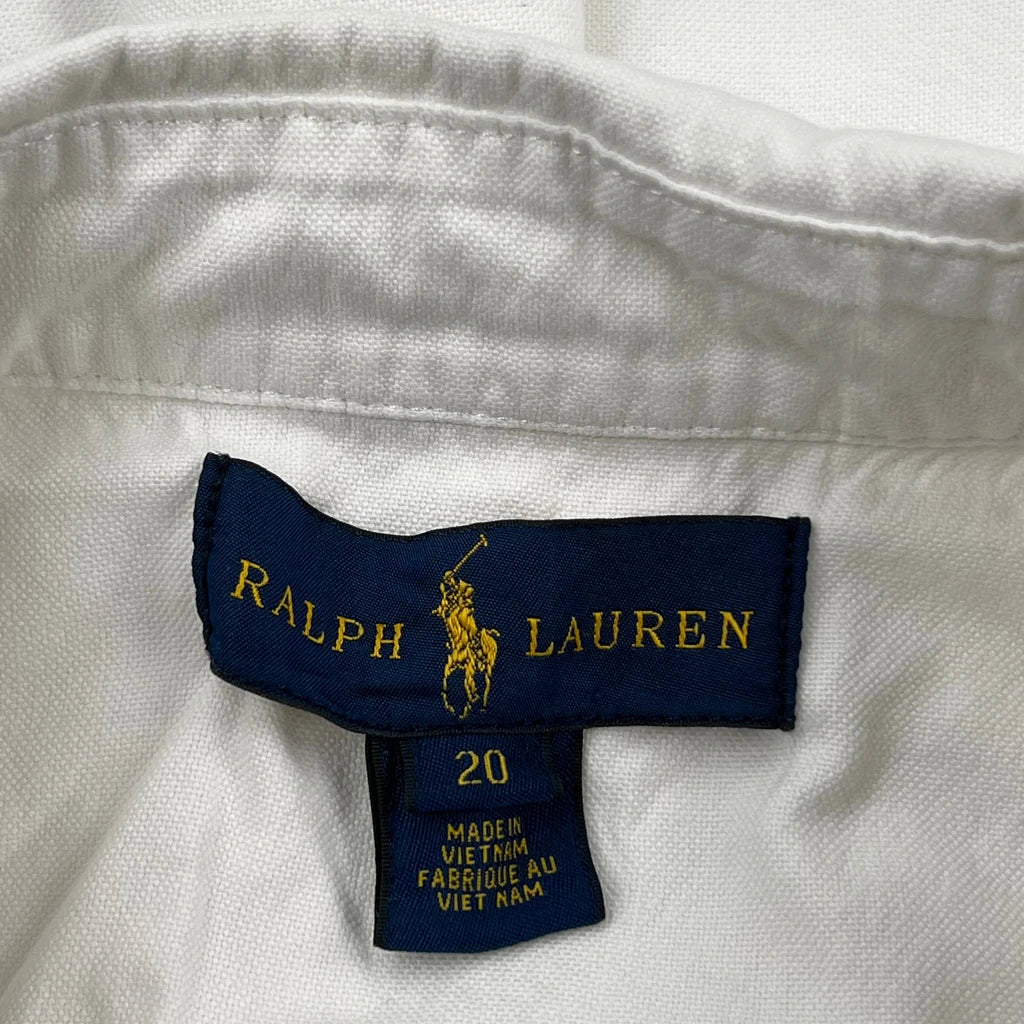 RALPH LAUREN
20
MADE IN
VIETNAM
FABRIQUE AU
VIET NAM